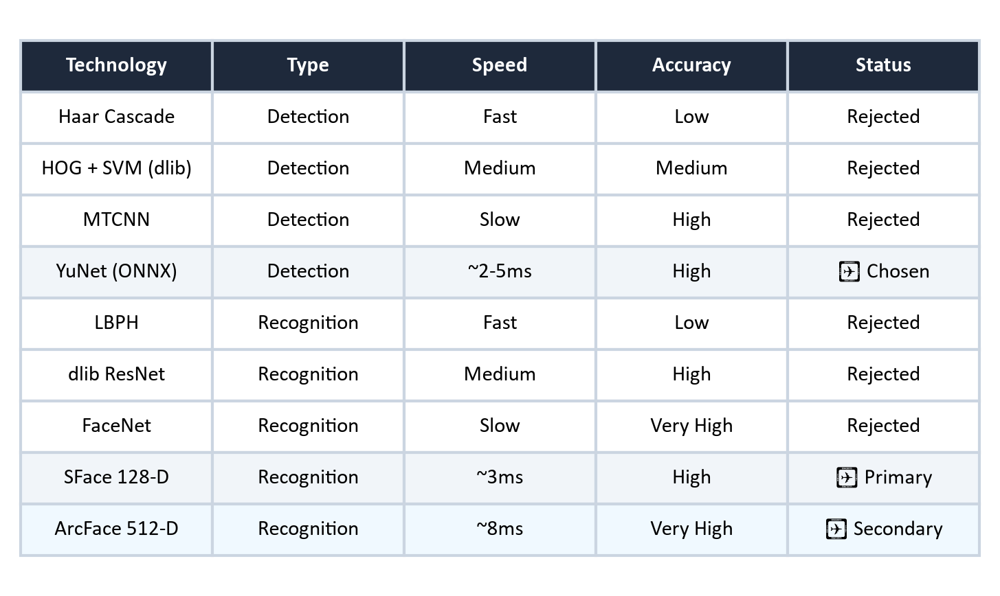 Technology Type Speed Accuracy Status
Haar Cascade Detection Fast Low Rejected
HOG + SVM (dlib) Detection Medium Medium Rejected
MTCNN Detection Slow High Rejected
YuNet (ONNX) Detection ~2-5ms High Chosen
LBPH Recognition Fast Low Rejected
dlib ResNet Recognition Medium High Rejected
FaceNet Recognition Slow Very High Rejected
SFace 128-D Recognition ~3ms High Primary
ArcFace 512-D Recognition ~8ms Very High Secondary